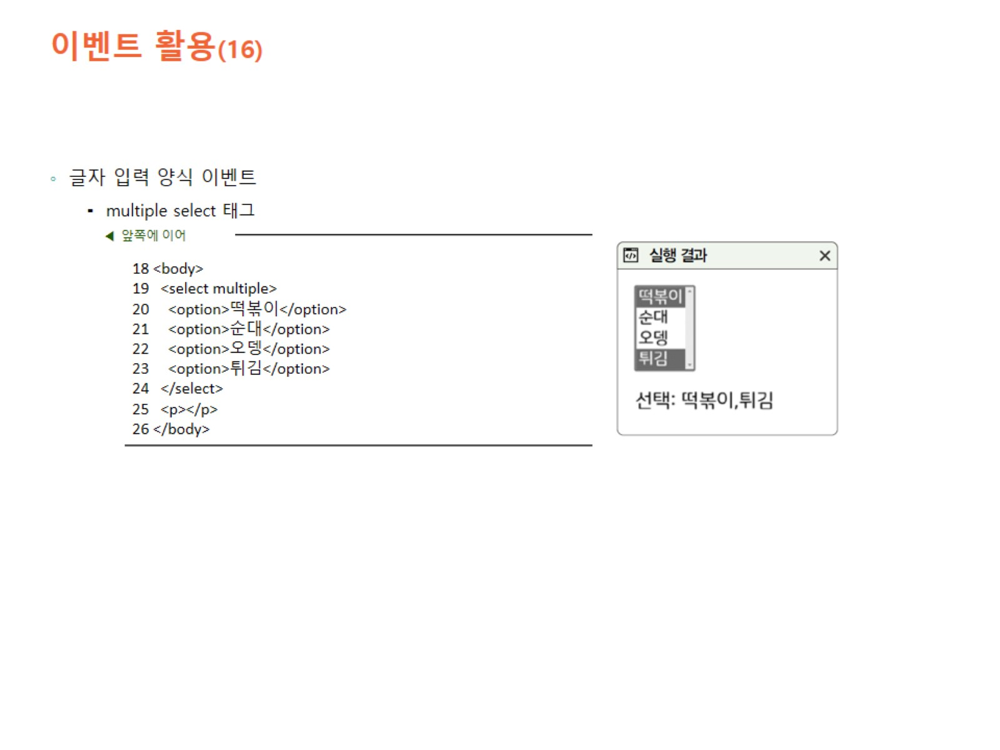 이벤트 활용(16)
◦ 글자 입력 양식 이벤트
▪ multiple select 태그
◀ 앞쪽에 이어
18 <body>
19 <select multiple>
20 <option>떡볶이</option>
21 <option>순대</option>
22 <option>오뎅</option>
23 <option>튀김</option>
24 </select>
25 <p></p>
26 </body>
실행 결과
떡볶이
순대
오뎅
튀김
선택: 떡볶이,튀김